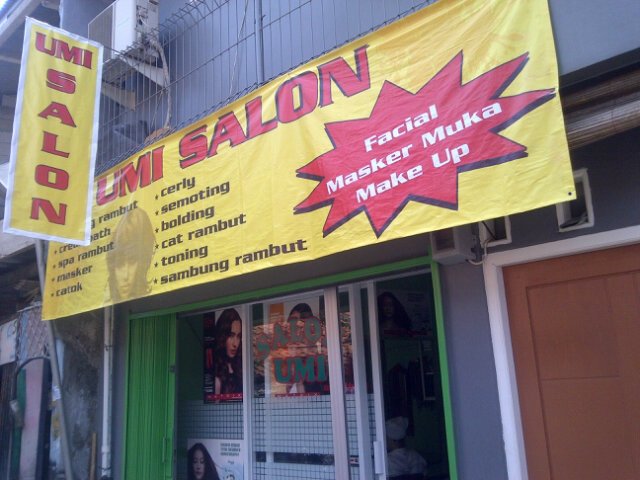 UMI
SALON
UMI SALON
rambut
spa rambut
masker
catok
* cerly
* semoting
* bolding
* cat rambut
* toning
* sambung rambut
Facial
Masker Muka
Make Up
SALON
UMI